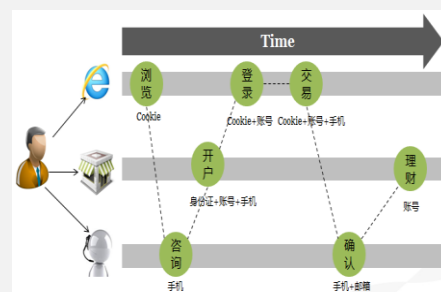 Time
浏览
登录
交易
Cookie
Cookie+账号
Cookie+账号+手机
开户
理财
身份证+账号+手机
账号
咨询
确认
手机
手机+邮箱